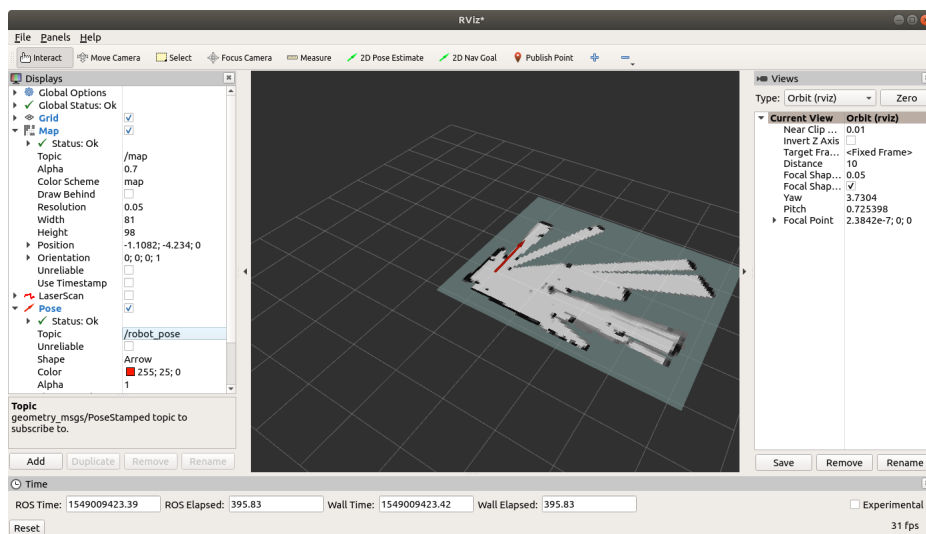 RViz*
File Panels Help
Interact Move Camera Select Focus Camera Measure 2D Pose Estimate 2D Nav Goal Publish Point
Displays
Global Options
Global Status: Ok
Grid
Map
Status: Ok
Topic /map
Alpha 0.7
Color Scheme map
Draw Behind
Resolution 0.05
Width 81
Height 98
Position -1.1082; -4.234; 0
Orientation 0; 0; 0; 1
Unreliable
Use Timestamp
LaserScan
Pose
Status: Ok
Topic /robot_pose
Unreliable
Shape Arrow
Color 255; 25; 0
Alpha 1
Topic
geometry_msgs/PoseStamped topic to
subscribe to.
Add Duplicate Remove Rename
Views
Type: Orbit (rviz) Zero
Current View Orbit (rviz)
Near Clip ... 0.01
Invert Z Axis
Target Fra... <Fixed Frame>
Distance 10
Focal Shap... 0.05
Focal Shap...
Yaw 3.7304
Pitch 0.725398
Focal Point 2.3842e-7; 0; 0
Save Remove Rename
Time
ROS Time: 1549009423.39 ROS Elapsed: 395.83 Wall Time: 1549009423.42 Wall Elapsed: 395.83 Experimental
Reset 31 fps